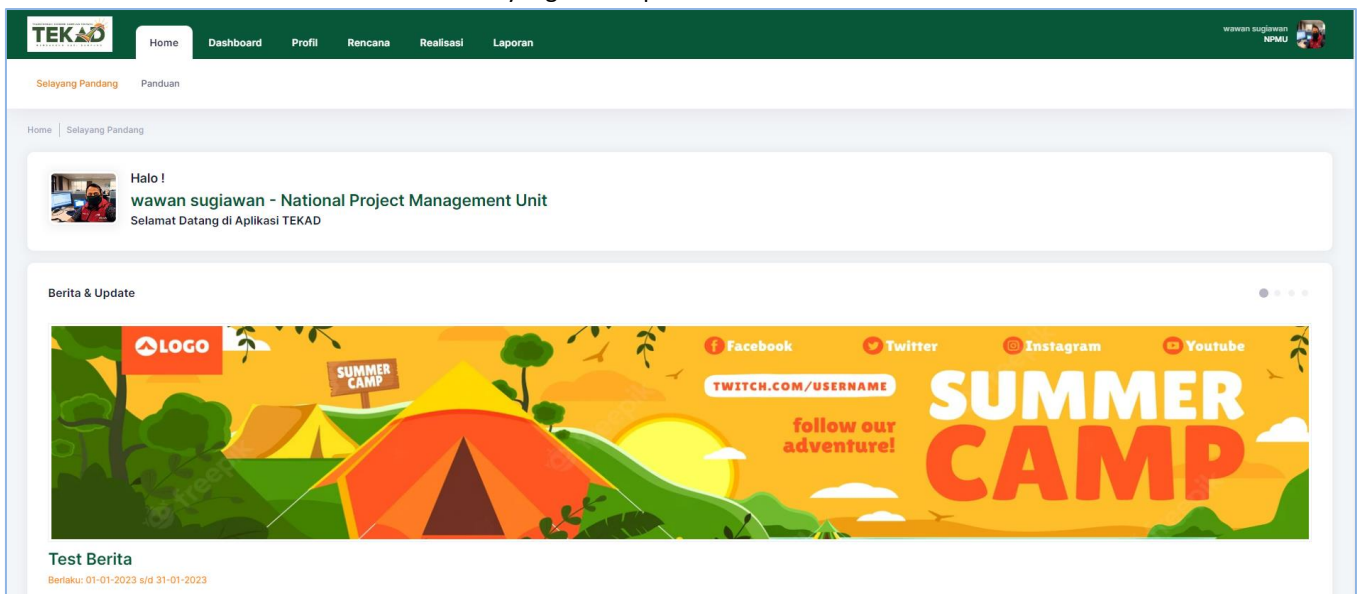 TEKAD
Home Dashboard Profil Rencana Realisasi Laporan
wawan sugiawan
NPMU
Selayang Pandang Panduan
Home Selayang Pandang
Halo !
wawan sugiawan - National Project Management Unit
Selamat Datang di Aplikasi TEKAD
Berita & Update
LOGO
SUMMER
CAMP
Facebook Twitter Instagram Youtube
TWITCH.COM/USERNAME
follow our
adventure!
SUMMER
CAMP
freepik
Test Berita
Berlaku: 01-01-2023 s/d 31-01-2023